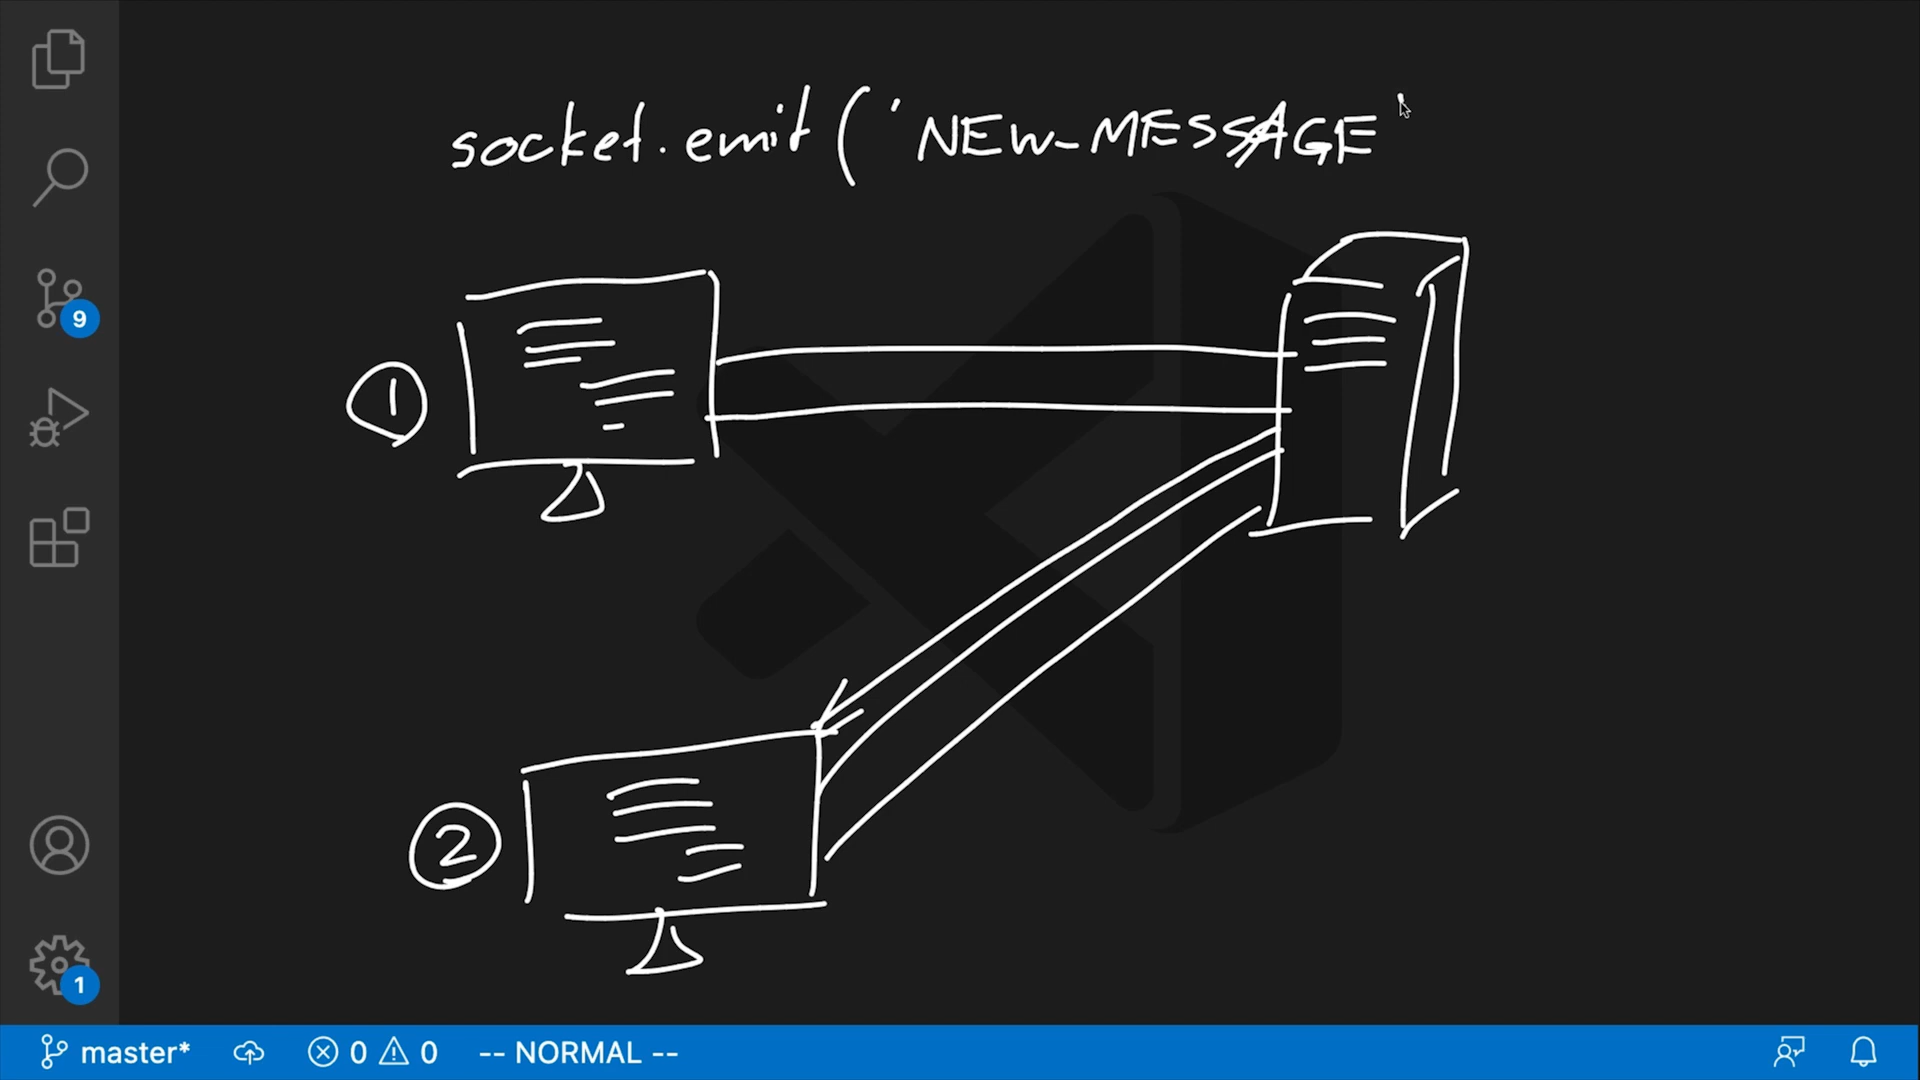 socket.emit('NEW-MESSAGE'
1
9
2
1
master* 0 0 -- NORMAL --